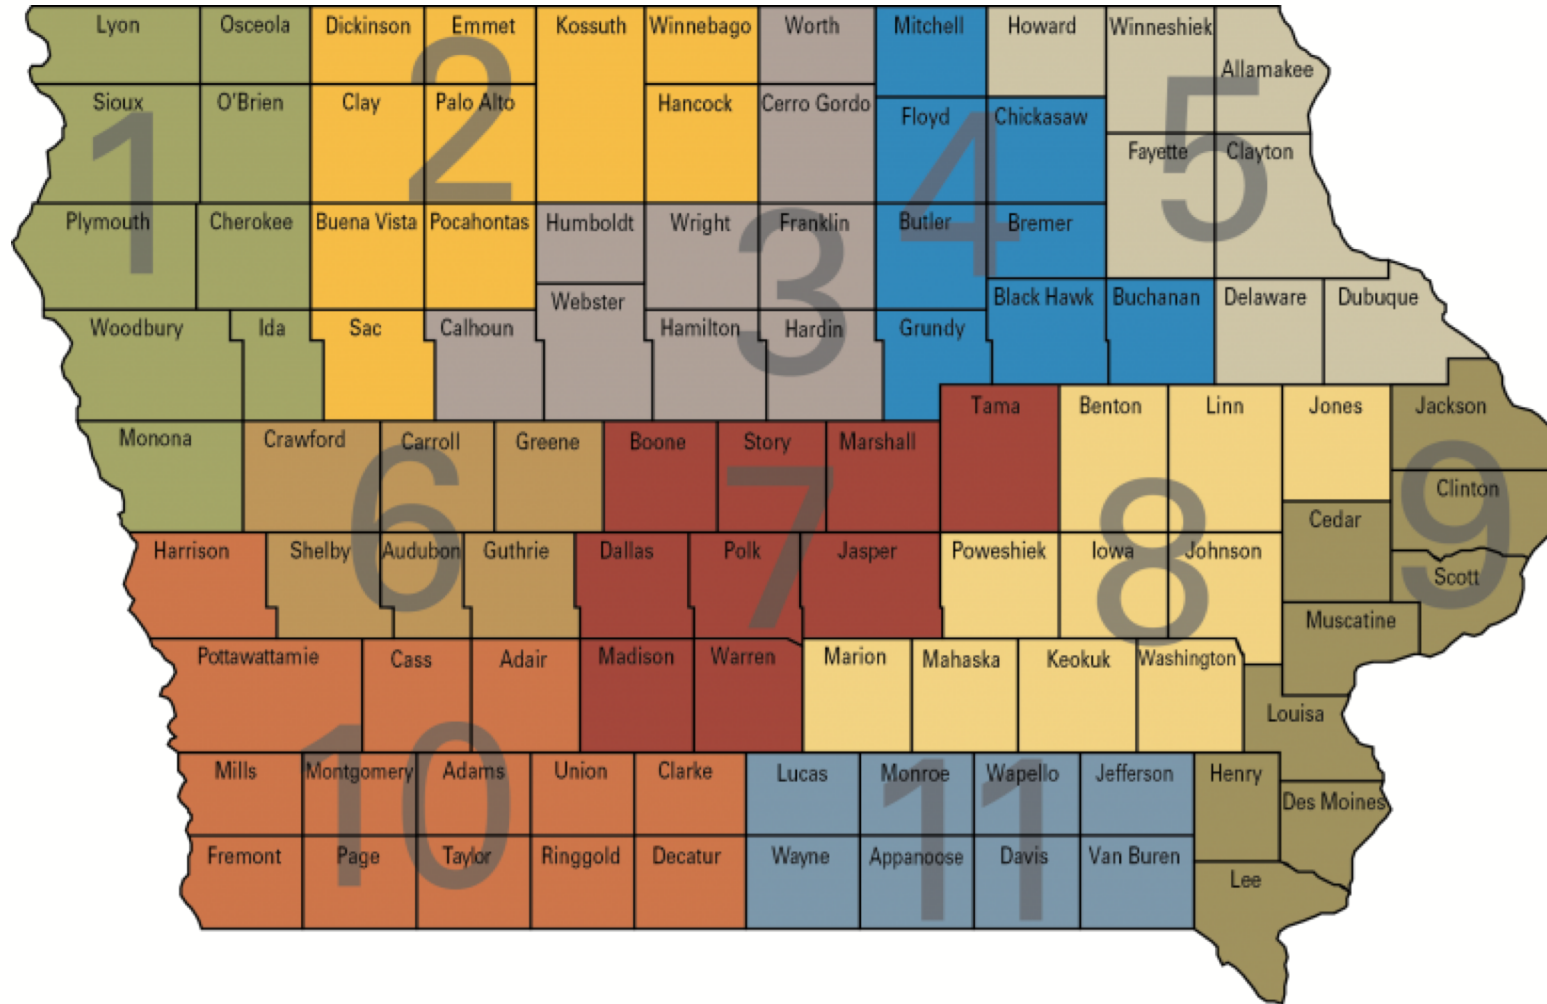 Lyon
Osceola
Dickinson
Emmet
Kossuth
Winnebago
Worth
Mitchell
Howard
Winneshiek
Allamakee
Sioux
O'Brien
Clay
Palo Alto
Hancock
Cerro Gordo
Floyd
Chickasaw
Fayette
Clayton
1
2
3
4
5
Plymouth
Cherokee
Buena Vista
Pocahontas
Humboldt
Wright
Franklin
Butler
Bremer
Webster
Black Hawk
Buchanan
Delaware
Dubuque
Woodbury
Ida
Sac
Calhoun
Hamilton
Hardin
Grundy
Tama
Benton
Linn
Jones
Jackson
Monona
Crawford
Carroll
Greene
Boone
Story
Marshall
6
7
8
9
Clinton
Cedar
Harrison
Shelby
Audubon
Guthrie
Dallas
Polk
Jasper
Poweshiek
Iowa
Johnson
Scott
Muscatine
Pottawattamie
Cass
Adair
Madison
Warren
Marion
Mahaska
Keokuk
Washington
Louisa
10
11
Mills
Montgomery
Adams
Union
Clarke
Lucas
Monroe
Wapello
Jefferson
Henry
Des Moines
Fremont
Page
Taylor
Ringgold
Decatur
Wayne
Appanoose
Davis
Van Buren
Lee